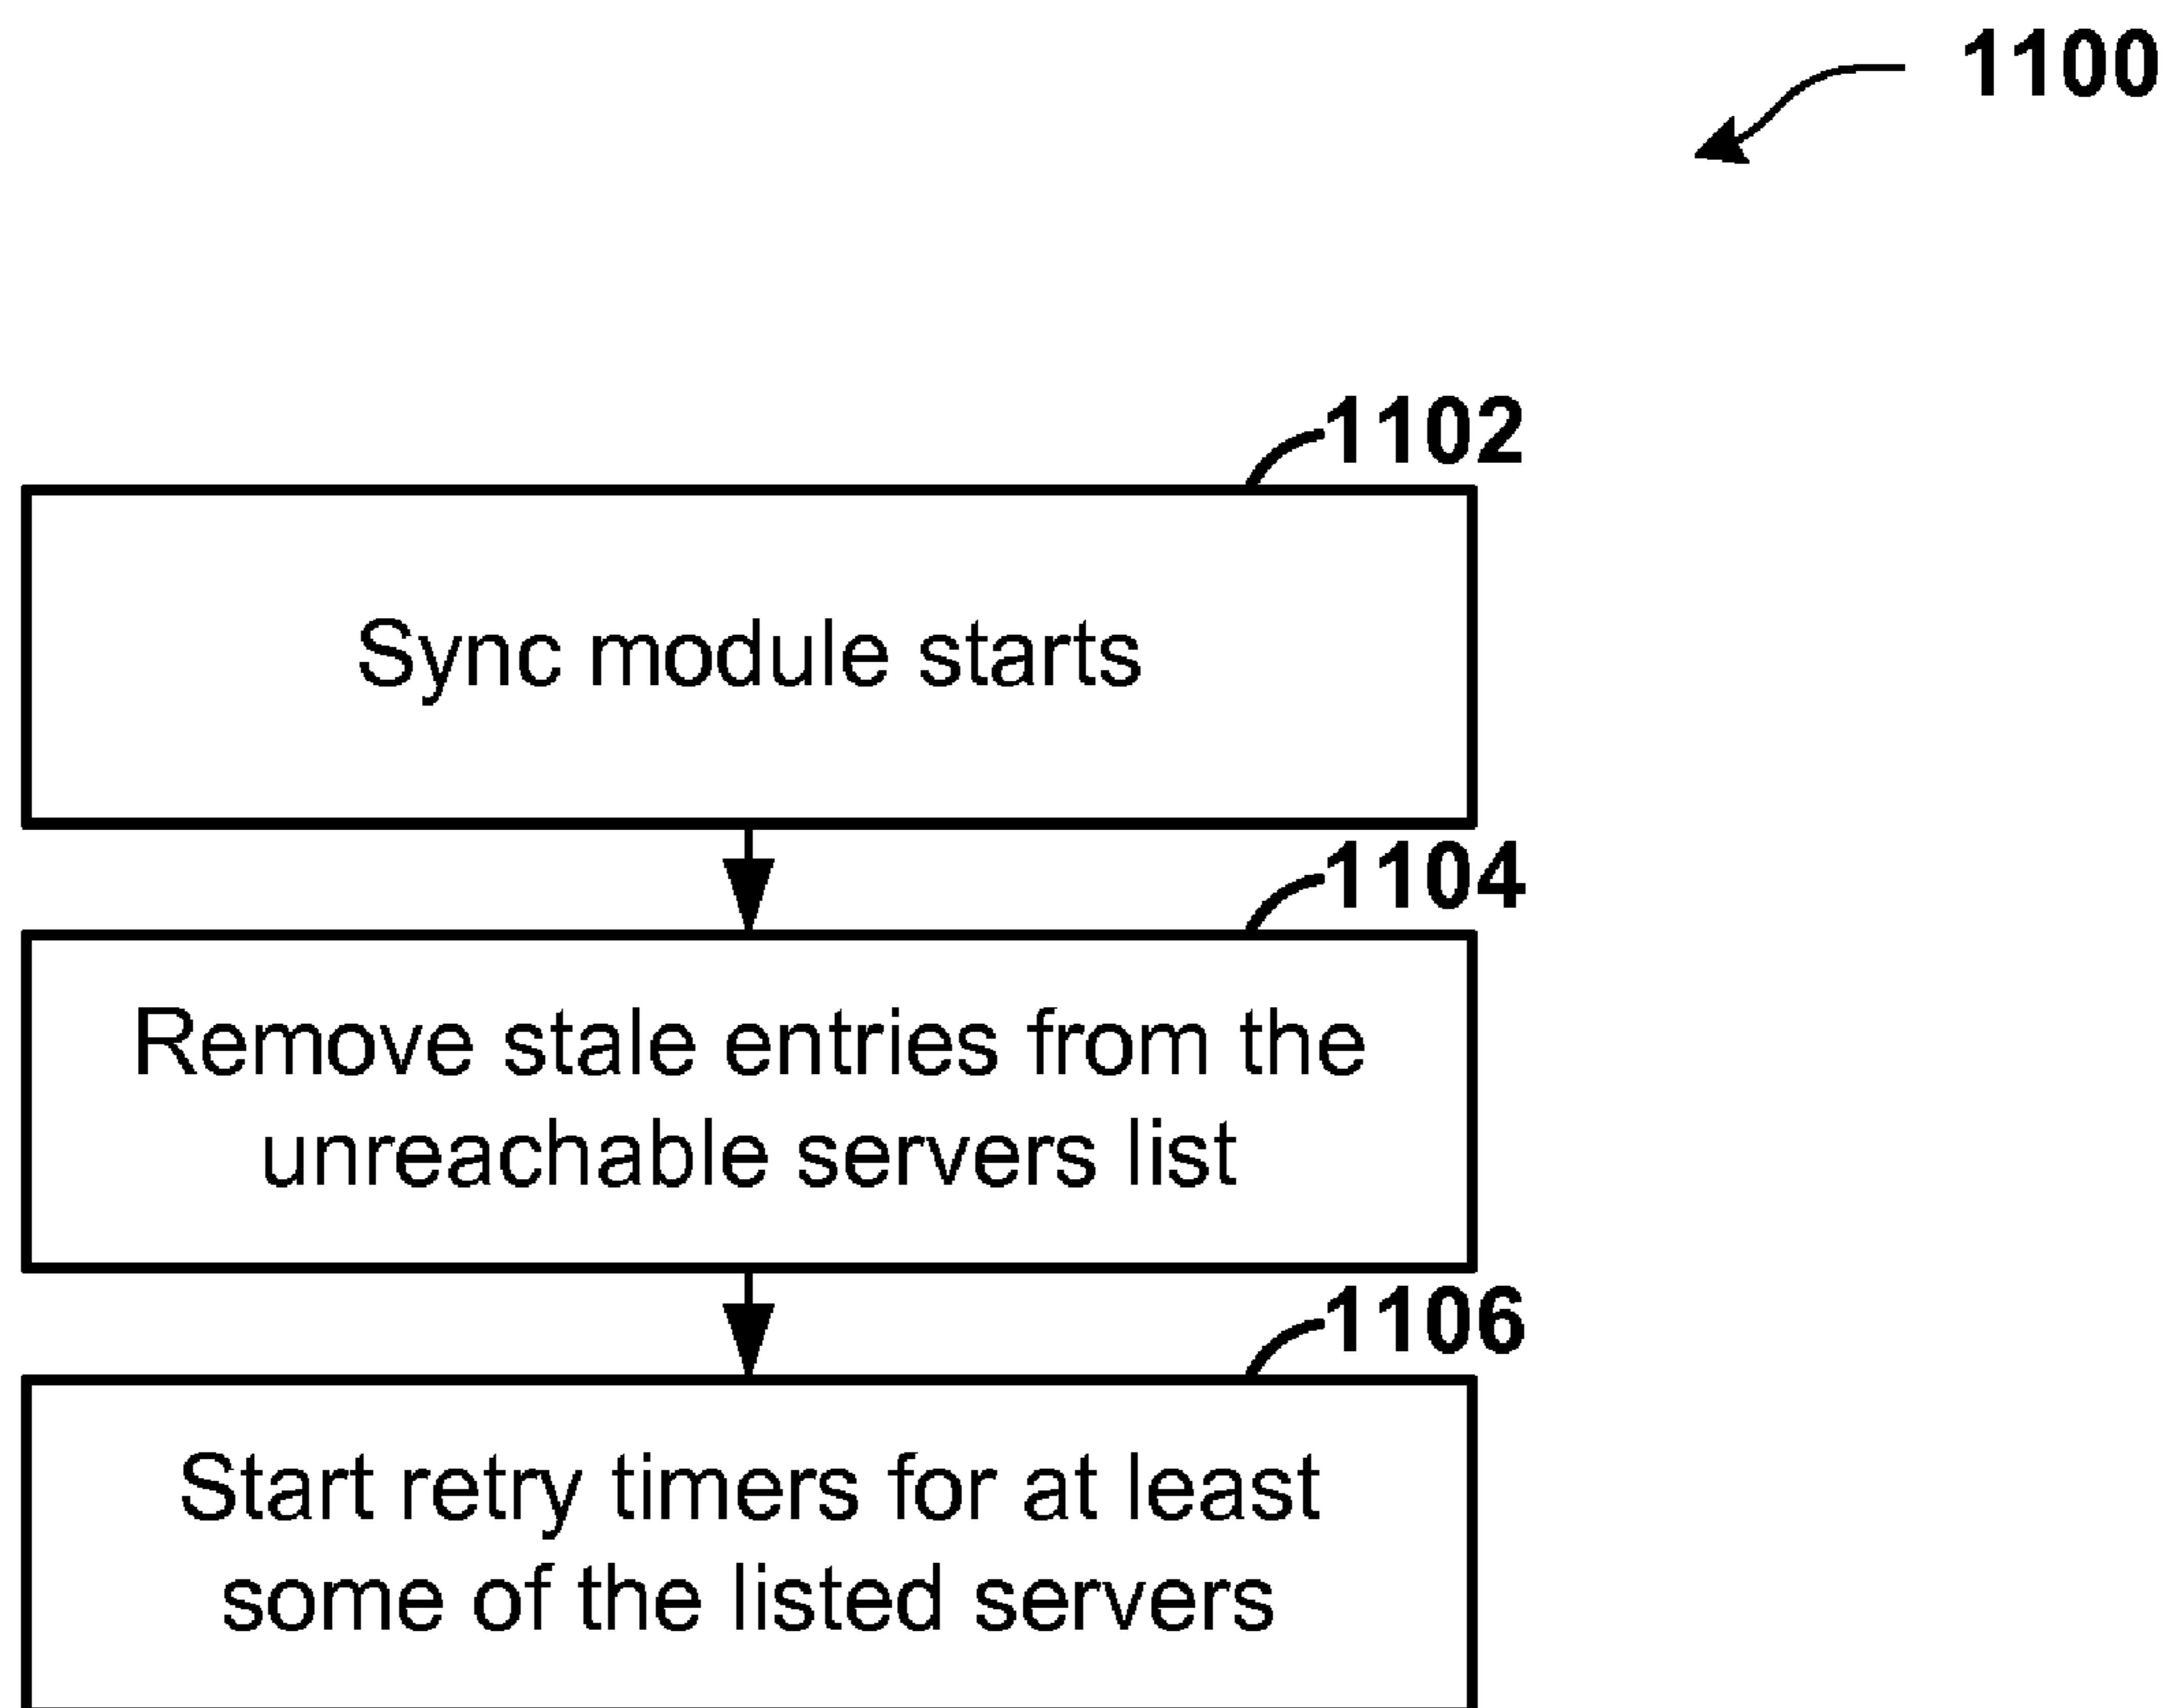 1100
1102
Sync module starts
1104
Remove stale entries from the
unreachable servers list
1106
Start retry timers for at least
some of the listed servers